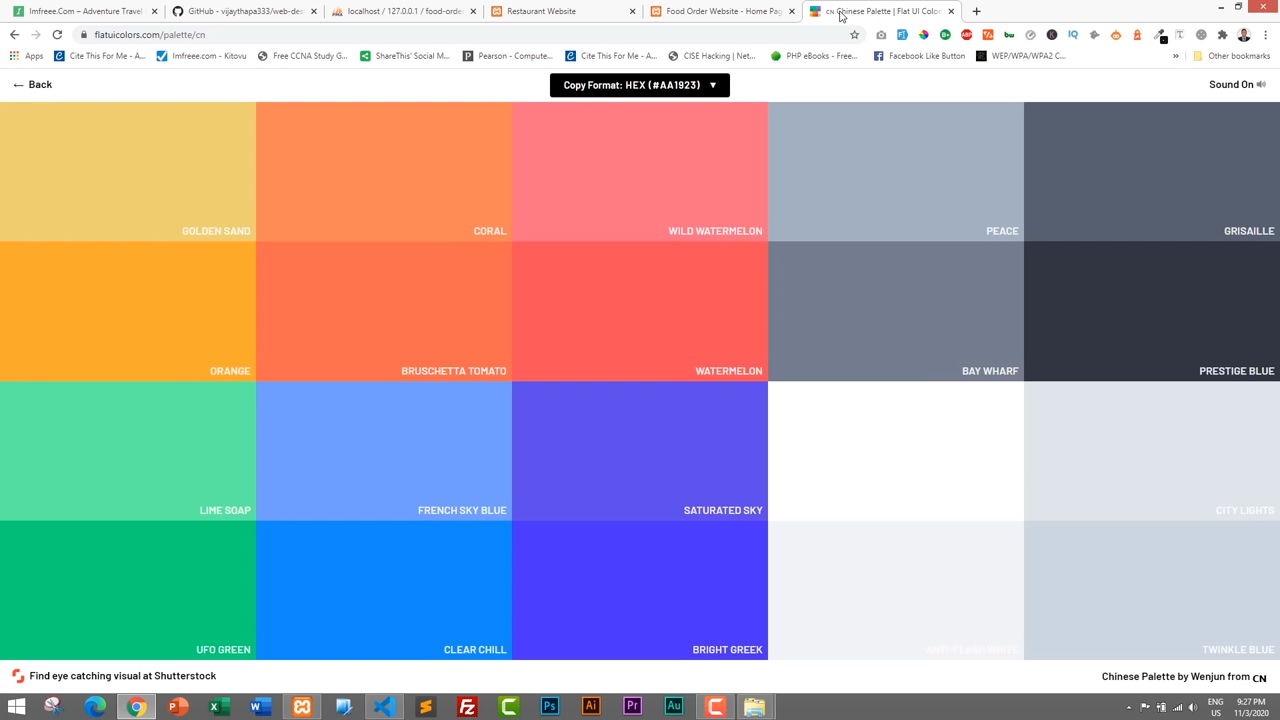 Imfreee.Com – Adventure Travel
GitHub - vijaythapa333/web-des
localhost / 127.0.0.1 / food-order
Restaurant Website
Food Order Website - Home Pag
CN Chinese Palette | Flat UI Color
flatuicolors.com/palette/cn
Apps
Cite This For Me - A...
Imfreee.com - Kitovu
Free CCNA Study G...
ShareThis' Social M...
Pearson - Compute...
Cite This For Me - A...
CISE Hacking | Net...
PHP eBooks - Free...
Facebook Like Button
WEP/WPA/WPA2 C...
Other bookmarks
← Back
Copy Format: HEX (#AA1923) ▼
Sound On
GOLDEN SAND
CORAL
WILD WATERMELON
PEACE
GRISAILLE
ORANGE
BRUSCHETTA TOMATO
WATERMELON
BAY WHARF
PRESTIGE BLUE
LIME SOAP
FRENCH SKY BLUE
SATURATED SKY
CITY LIGHTS
UFO GREEN
CLEAR CHILL
BRIGHT GREEK
TWINKLE BLUE
Find eye catching visual at Shutterstock
Chinese Palette by Wenjun from CN
ENG
US
9:27 PM
11/3/2020